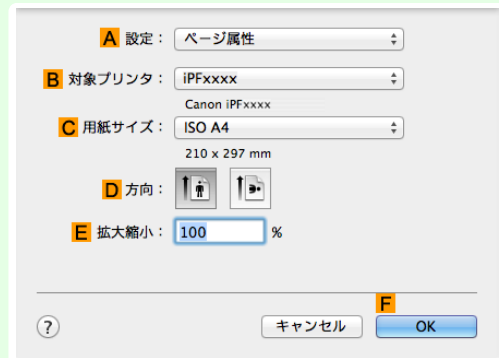 A 設定： ページ属性
B 対象プリンタ： iPFxxxx
Canon iPFxxxx
C 用紙サイズ： ISO A4
210 x 297 mm
D 方向：
E 拡大縮小： 100 %
F
? キャンセル OK